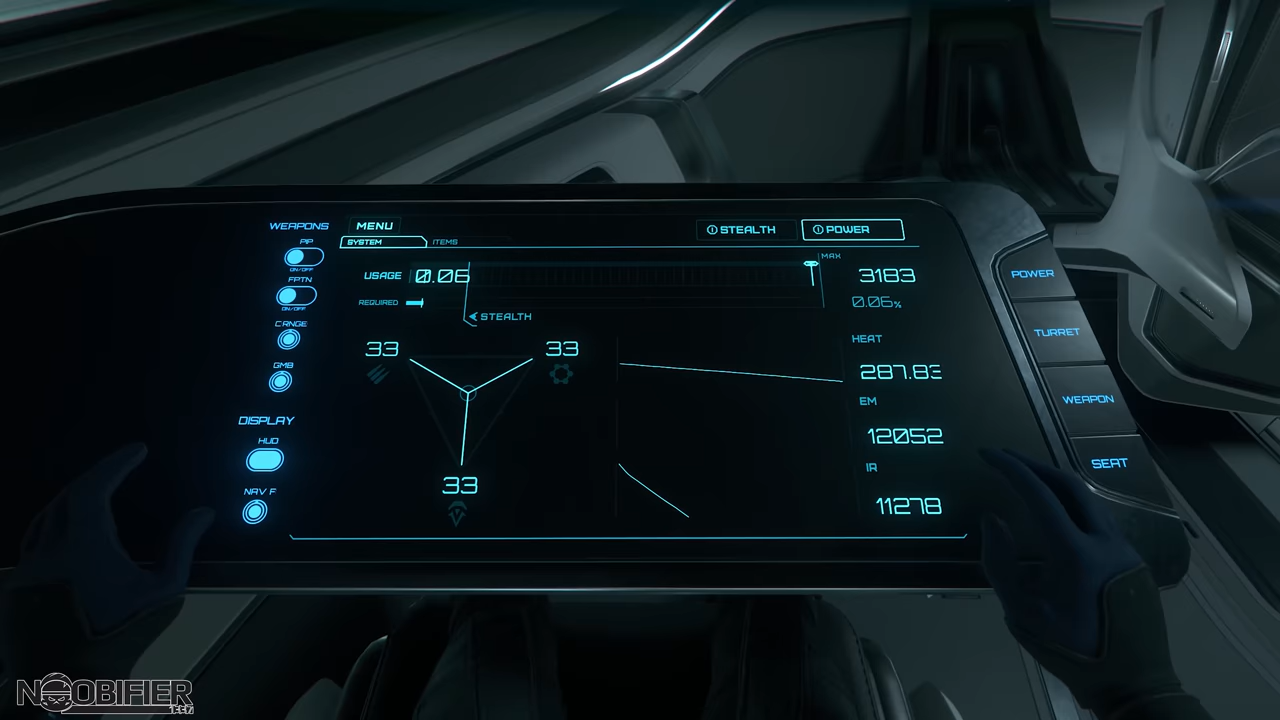 WEAPONS
PIP
ON/OFF
FPTN
ON/OFF
CRNGE
GMB
DISPLAY
HUD
NAV F
MENU
SYSTEM ITEMS
STEALTH POWER
USAGE 0.06
MAX
3183
REQUIRED
0.06%
STEALTH
33 33
33
HEAT
287.83
EM
12052
IR
11278
POWER
TURRET
WEAPON
SEAT
NOOBIFIER
TECH